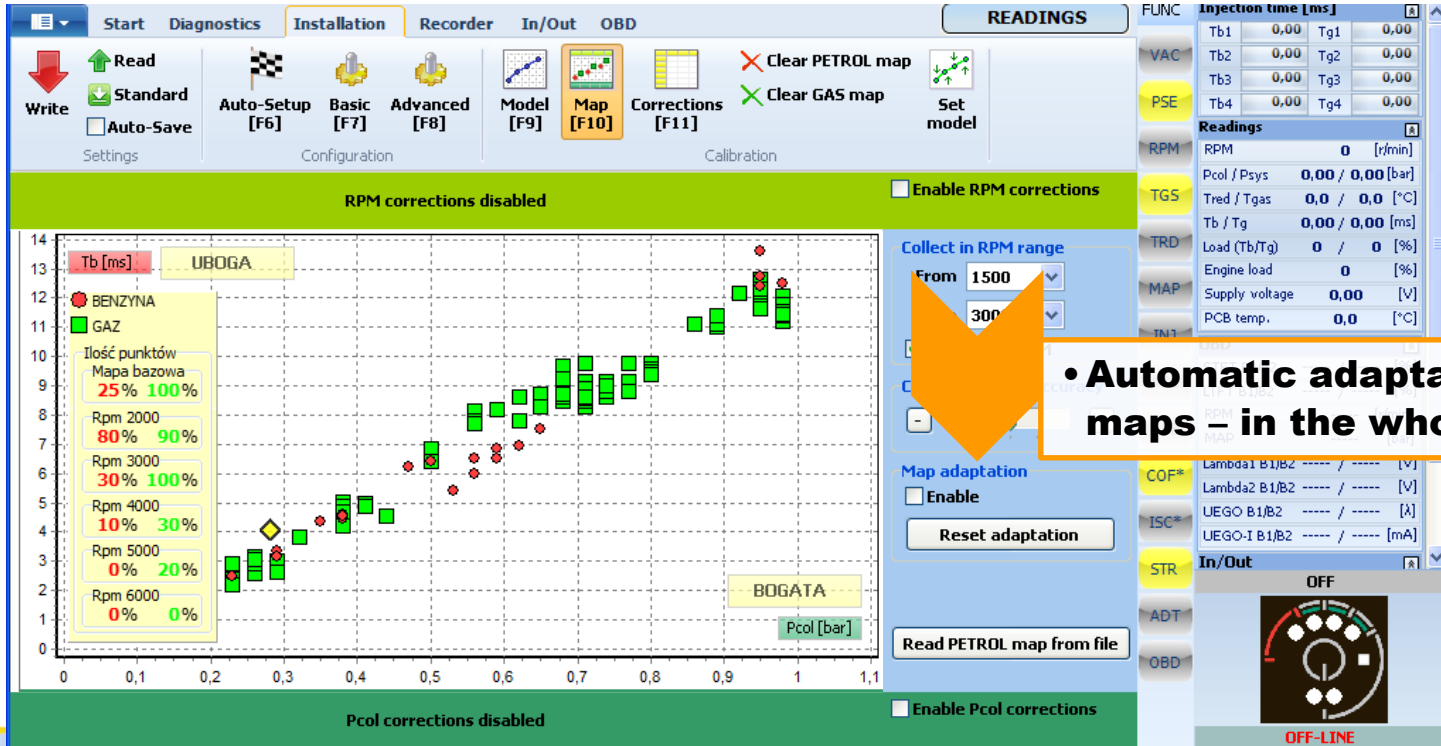 Start Diagnostics Installation Recorder In/Out OBD
READINGS
Write
Read
Standard
Auto-Save
Settings
Auto-Setup [F6]
Basic [F7]
Advanced [F8]
Configuration
Model [F9]
Map [F10]
Corrections [F11]
Clear PETROL map
Clear GAS map
Set model
Calibration
RPM corrections disabled
Enable RPM corrections
14
13
12
11
10
9
8
7
6
5
4
3
2
1
0
0 0,1 0,2 0,3 0,4 0,5 0,6 0,7 0,8 0,9 1 1,1
Tb [ms]
UBOGA
BENZYNA
GAZ
Ilość punktów
Mapa bazowa
25% 100%
Rpm 2000
80% 90%
Rpm 3000
30% 100%
Rpm 4000
10% 30%
Rpm 5000
0% 20%
Rpm 6000
0% 0%
BOGATA
Pcol [bar]
Pcol corrections disabled
Enable Pcol corrections
Collect in RPM range
From 1500
Map adaptation
Enable
Reset adaptation
Read PETROL map from file
• Automatic adapta
maps – in the who
FUNC
VAC
PSE
RPM
TGS
TRD
MAP
INJ
COF*
ISC*
STR
ADT
OBD
Injection time [ms]
Tb1 0,00 Tg1 0,00
Tb2 0,00 Tg2 0,00
Tb3 0,00 Tg3 0,00
Tb4 0,00 Tg4 0,00
Readings
RPM 0 [r/min]
Pcol / Psys 0,00 / 0,00 [bar]
Tred / Tgas 0,0 / 0,0 [°C]
Tb / Tg 0,00 / 0,00 [ms]
Load (Tb/Tg) 0 / 0 [%]
Engine load 0 [%]
Supply voltage 0,00 [V]
PCB temp. 0,0 [°C]
Lambda1 B1/B2 ----- / ----- [V]
Lambda2 B1/B2 ----- / ----- [V]
UEGO B1/B2 ----- / ----- [λ]
UEGO-I B1/B2 ----- / ----- [mA]
In/Out
OFF
OFF-LINE